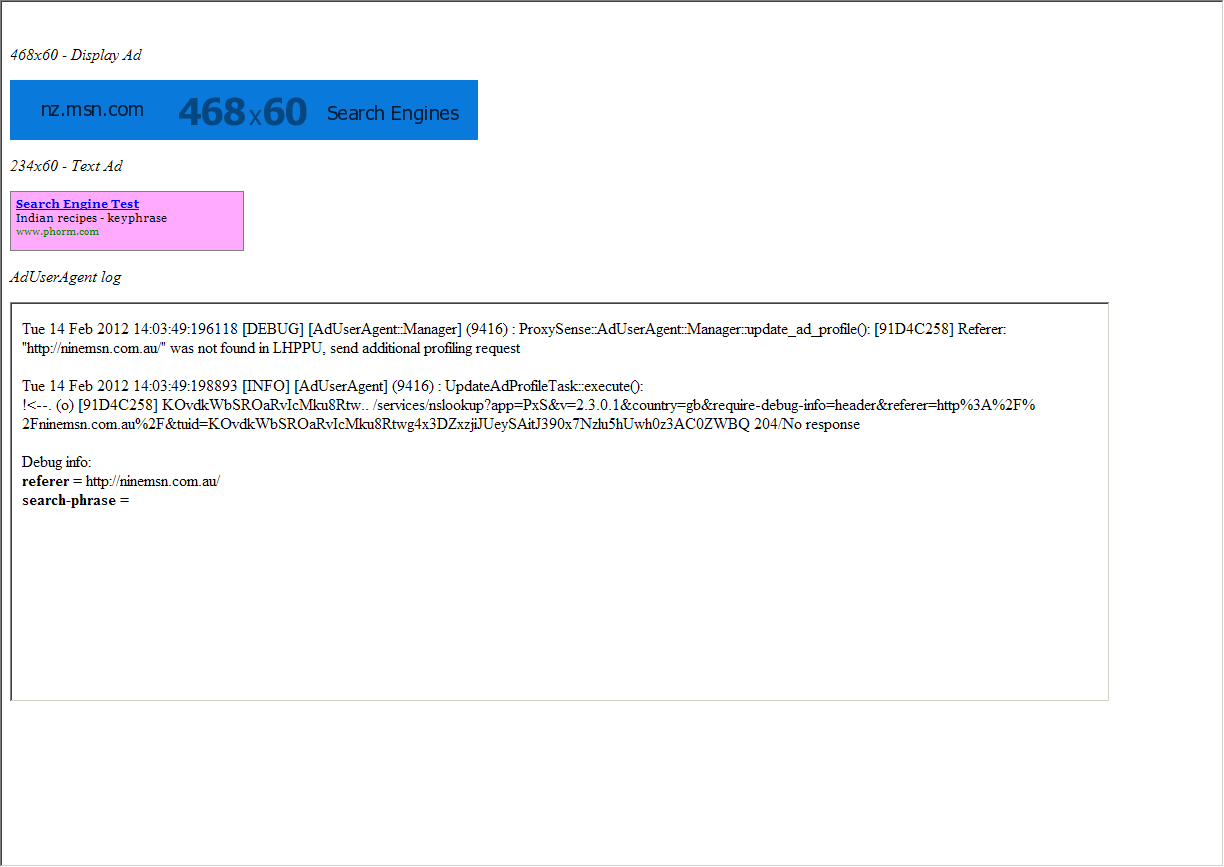 468x60 - Display Ad
nz.msn.com 468x60 Search Engines
234x60 - Text Ad
Search Engine Test
Indian recipes - keyphrase
www.phorm.com
AdUserAgent log
Tue 14 Feb 2012 14:03:49:196118 [DEBUG] [AdUserAgent::Manager] (9416) : ProxySense::AdUserAgent::Manager::update_ad_profile(): [91D4C258] Referer:
"http://ninemsn.com.au/" was not found in LHPPU, send additional profiling request
Tue 14 Feb 2012 14:03:49:198893 [INFO] [AdUserAgent] (9416) : UpdateAdProfileTask::execute():
!<--. (o) [91D4C258] KOvdkWbSROaRvIcMku8Rtw.. /services/nslookup?app=PxS&v=2.3.0.1&country=gb&require-debug-info=header&referer=http%3A%2F%
2Fninemsn.com.au%2F&tuid=KOvdkWbSROaRvIcMku8Rtwg4x3DZxzjiJUeySAitJ390x7Nzlu5hUwh0z3AC0ZWBQ 204/No response
Debug info:
referer = http://ninemsn.com.au/
search-phrase =